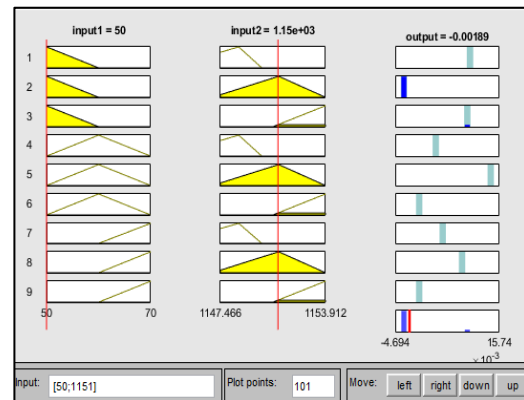 input1 = 50
input2 = 1.15e+03
output = -0.00189
1
2
3
4
5
6
7
8
9
50
70
1147.466
1153.912
-4.694
15.74
× 10⁻³
Input:
[50;1151]
Plot points:
101
Move:
left
right
down
up